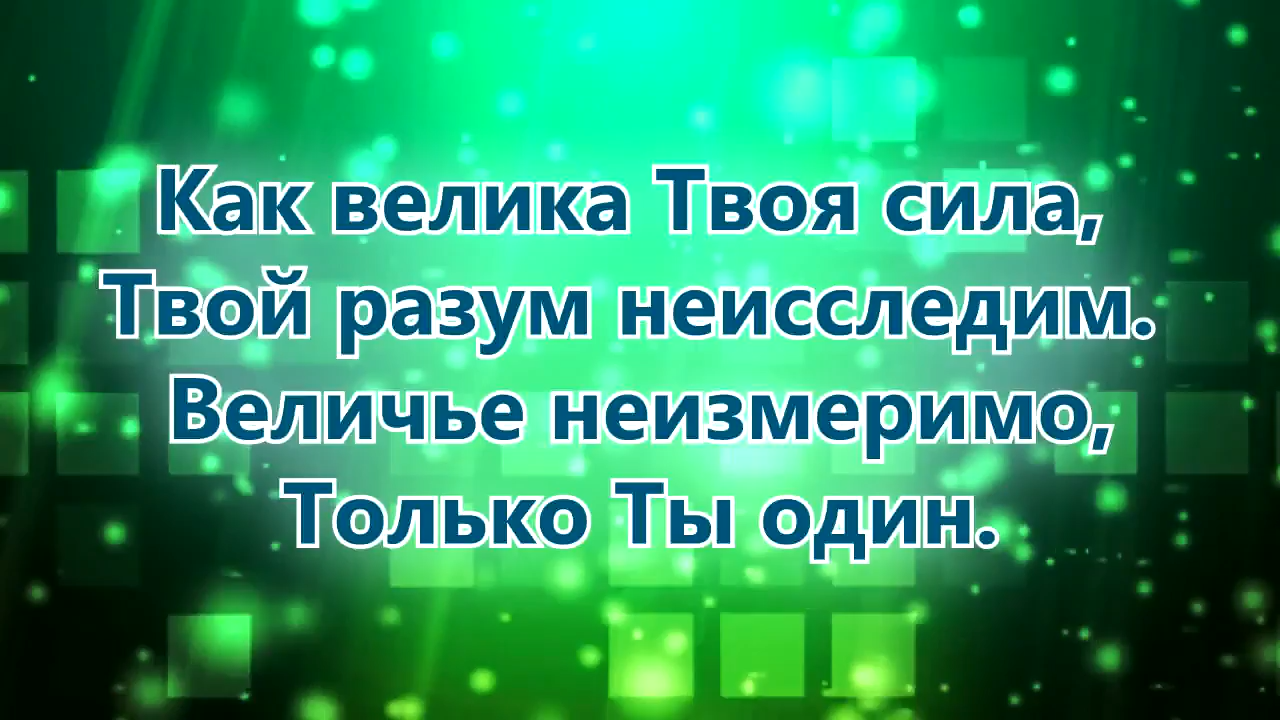 Как велика Твоя сила,
Твой разум неисследим.
Величье неизмеримо,
Только Ты один.